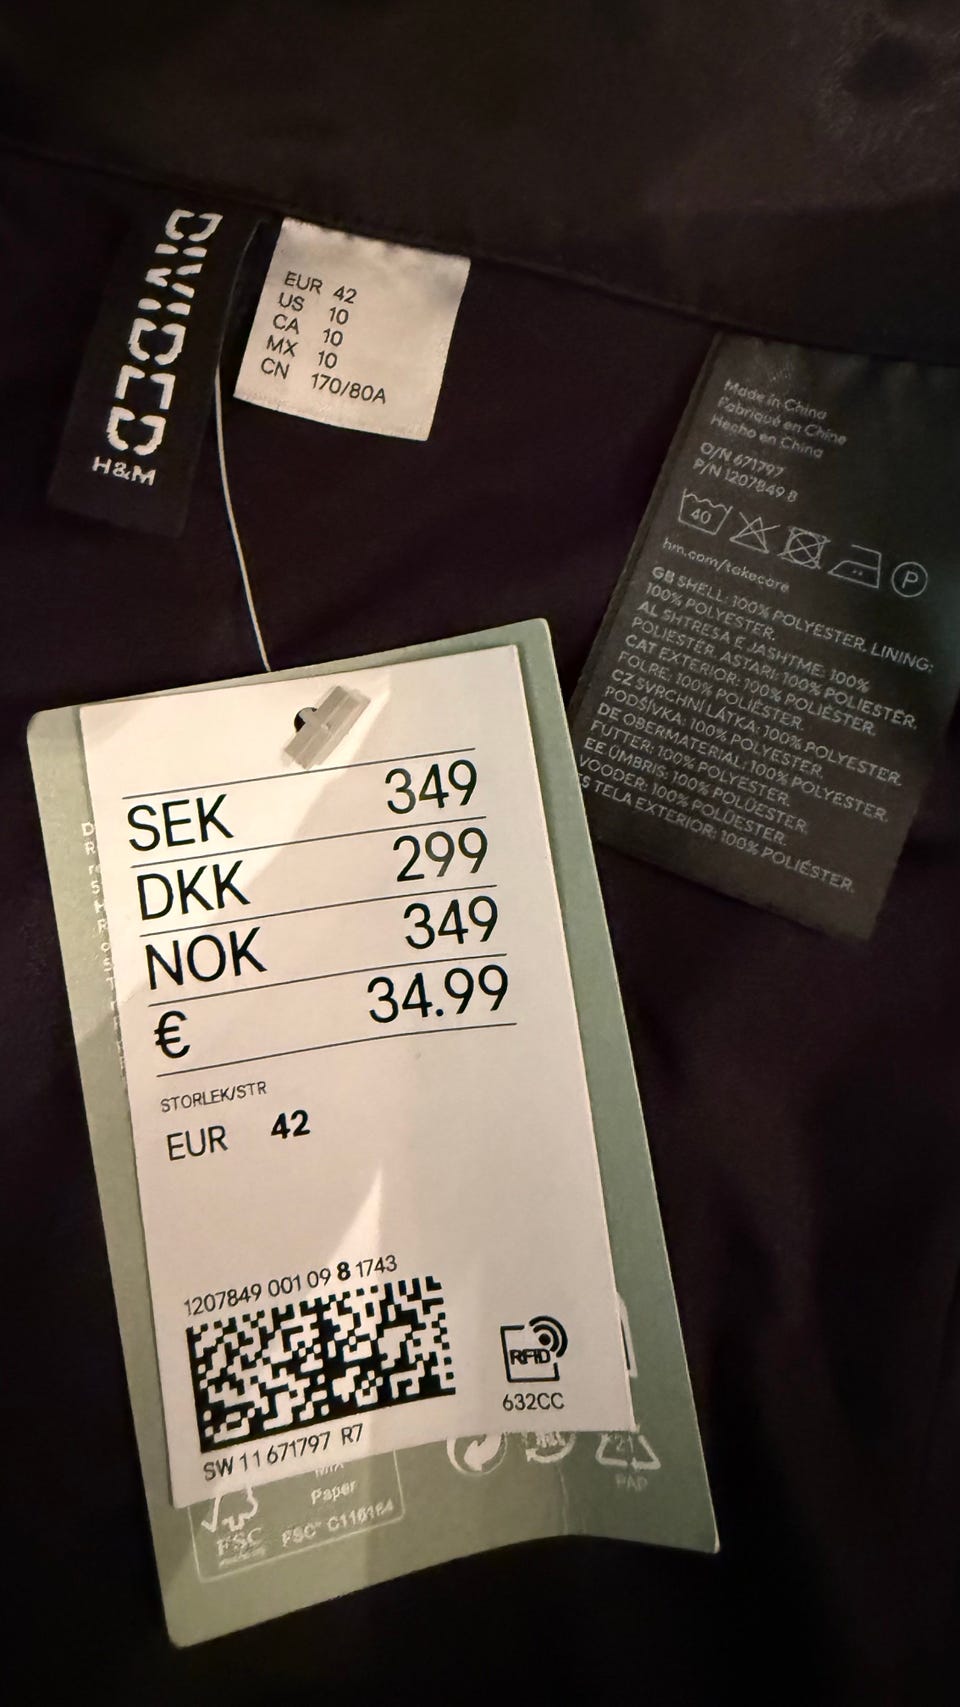 DIVIDED
H&M
EUR 42
US 10
CA 10
MX 10
CN 170/80A
Made in China
Fabriqué en Chine
Hecho en China
O/N 671797
P/N 1207849 8
40
P
hm.com/takecare
GB SHELL: 100% POLYESTER. LINING:
100% POLYESTER.
AL SHTRESA E JASHTME: 100%
POLIESTER. ASTARI: 100% POLIESTER.
CAT EXTERIOR: 100% POLIÈSTER.
FOLRE: 100% POLIÈSTER.
CZ SVRCHNÍ LÁTKA: 100% POLYESTER.
PODŠÍVKA: 100% POLYESTER.
DE OBERMATERIAL: 100% POLYESTER.
FUTTER: 100% POLYESTER.
EE ÜMBRIS: 100% POLÜESTER.
VOODER: 100% POLÜESTER.
ES TELA EXTERIOR: 100% POLIÉSTER.
SEK 349
DKK 299
NOK 349
€ 34.99
STORLEK/STR
EUR 42
1207849 001 09 8 1743
RFID
632CC
SW 11 671797 R7
Paper
FSC
FSC™ C116164
21
PAP